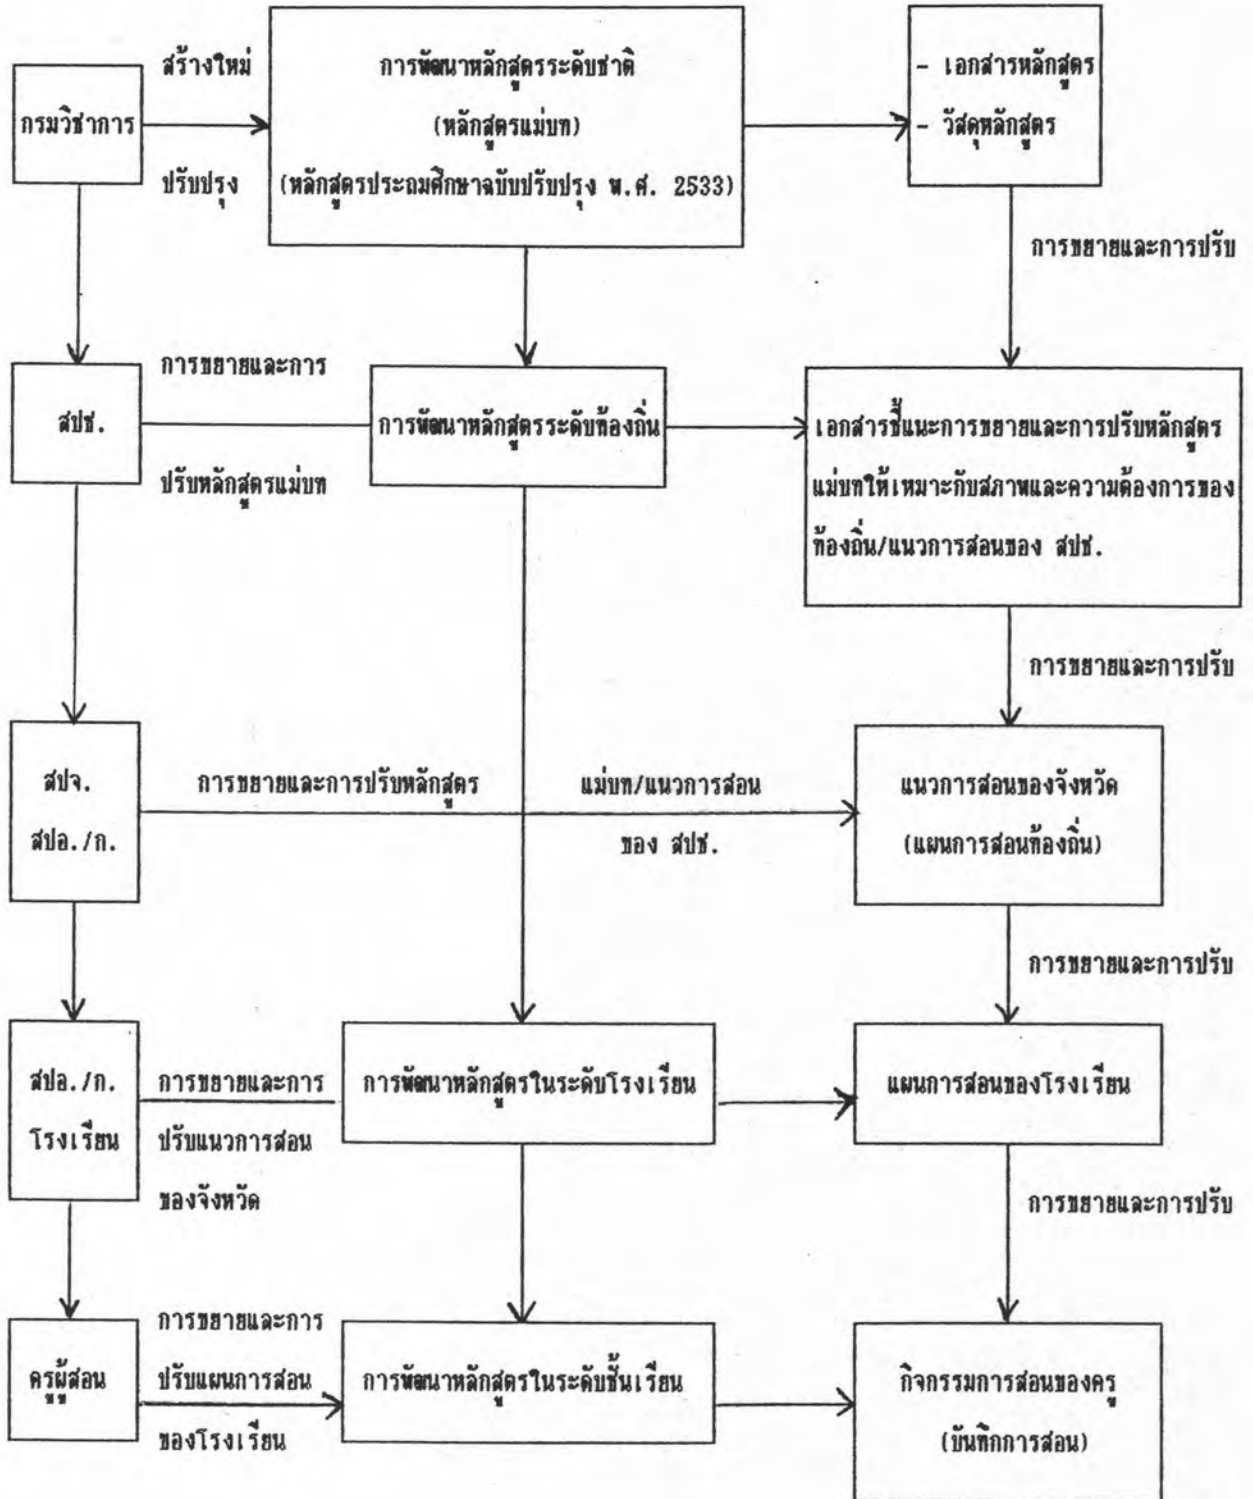 สร้างใหม่
กรมวิชาการ
ปรับปรุง
การพัฒนาหลักสูตรระดับชาติ
(หลักสูตรแม่บท)
(หลักสูตรประถมศึกษาฉบับปรับปรุง พ.ศ. 2533)
- เอกสารหลักสูตร
- วัสดุหลักสูตร
การขยายและการปรับ
สปช.
การขยายและการ
ปรับหลักสูตรแม่บท
การพัฒนาหลักสูตรระดับท้องถิ่น
เอกสารชี้แนะการขยายและการปรับหลักสูตร
แม่บทให้เหมาะกับสภาพและความต้องการของ
ท้องถิ่น/แนวการสอนของ สปช.
การขยายและการปรับ
สปจ.
สปอ./ก.
การขยายและการปรับหลักสูตร
แม่บท/แนวการสอน
ของ สปช.
แนวการสอนของจังหวัด
(แผนการสอนท้องถิ่น)
การขยายและการปรับ
สปอ./ก.
โรงเรียน
การขยายและการ
ปรับแนวการสอน
ของจังหวัด
การพัฒนาหลักสูตรในระดับโรงเรียน
แผนการสอนของโรงเรียน
การขยายและการปรับ
ครูผู้สอน
การขยายและการ
ปรับแผนการสอน
ของโรงเรียน
การพัฒนาหลักสูตรในระดับชั้นเรียน
กิจกรรมการสอนของครู
(บันทึกการสอน)